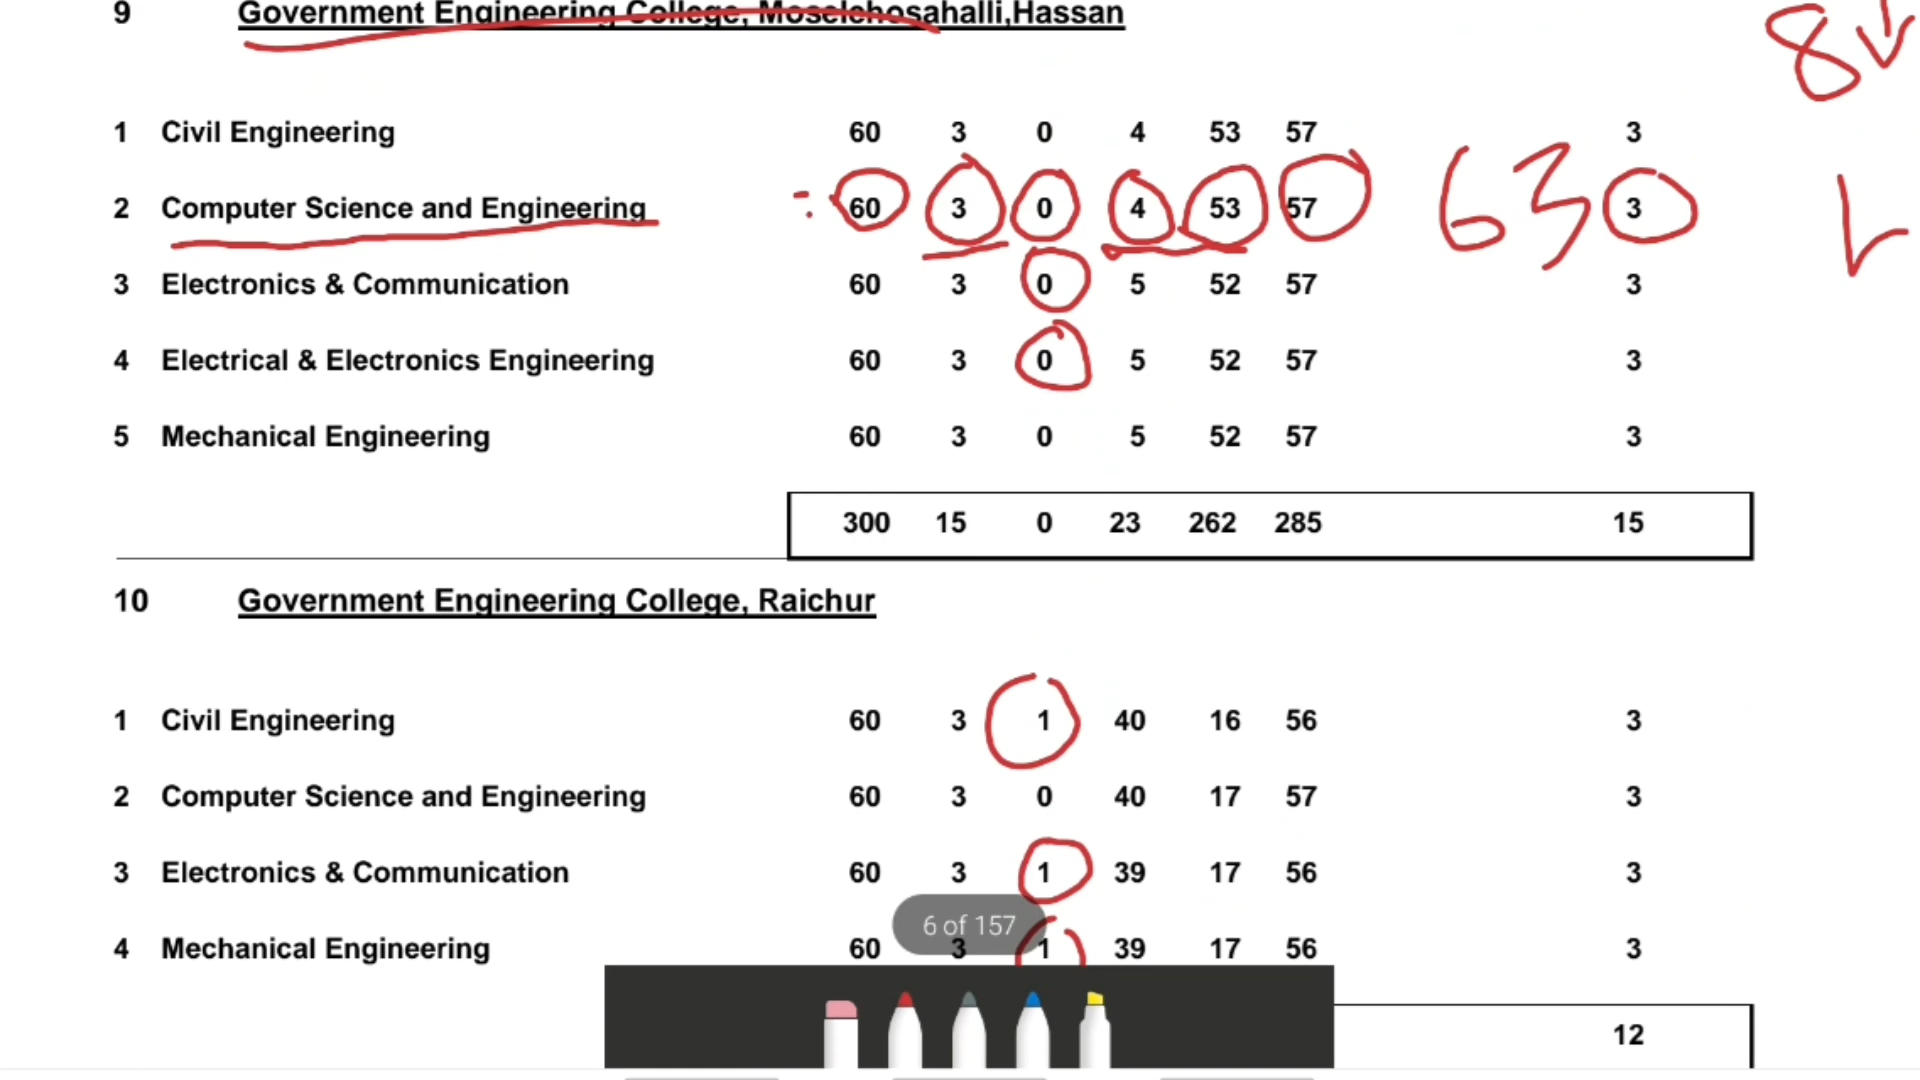 9 Government Engineering College, Moselehosahalli,Hassan
8
1 Civil Engineering 60 3 0 4 53 57 3
2 Computer Science and Engineering 60 3 0 4 53 57 63 3
3 Electronics & Communication 60 3 0 5 52 57 3
4 Electrical & Electronics Engineering 60 3 0 5 52 57 3
5 Mechanical Engineering 60 3 0 5 52 57 3
300 15 0 23 262 285 15
10 Government Engineering College, Raichur
1 Civil Engineering 60 3 1 40 16 56 3
2 Computer Science and Engineering 60 3 0 40 17 57 3
3 Electronics & Communication 60 3 1 39 17 56 3
6 of 157
4 Mechanical Engineering 60 3 1 39 17 56 3
12